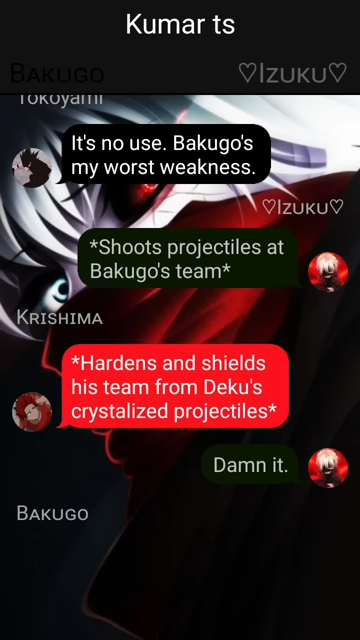 Kumar ts
Bakugo
♡Izuku♡
Tokoyami
It's no use. Bakugo's
my worst weakness.
♡Izuku♡
*Shoots projectiles at
Bakugo's team*
Krishima
*Hardens and shields
his team from Deku's
crystalized projectiles*
Damn it.
Bakugo